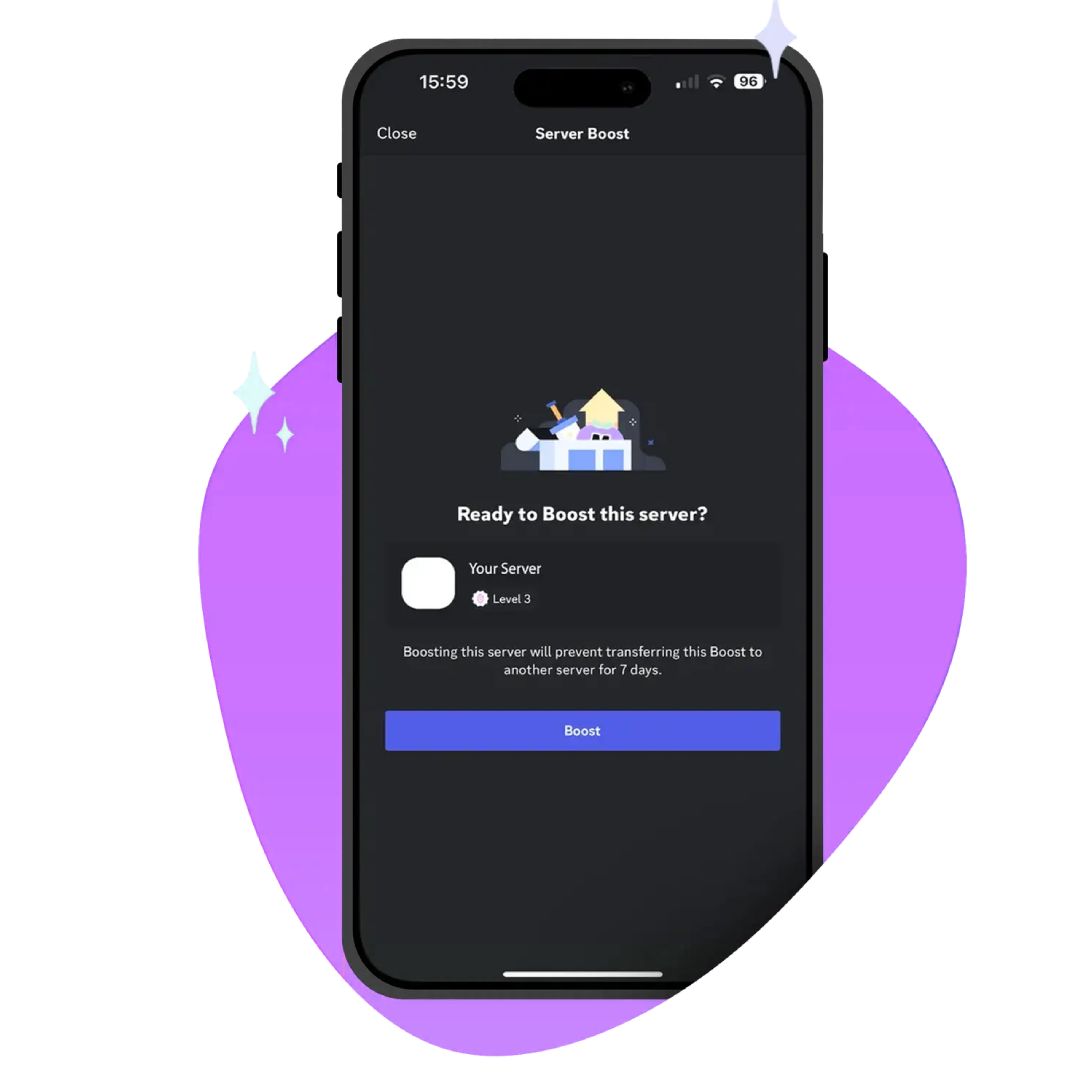 15:59
96
Close
Server Boost
Ready to Boost this server?
Your Server
Level 3
Boosting this server will prevent transferring this Boost to
another server for 7 days.
Boost